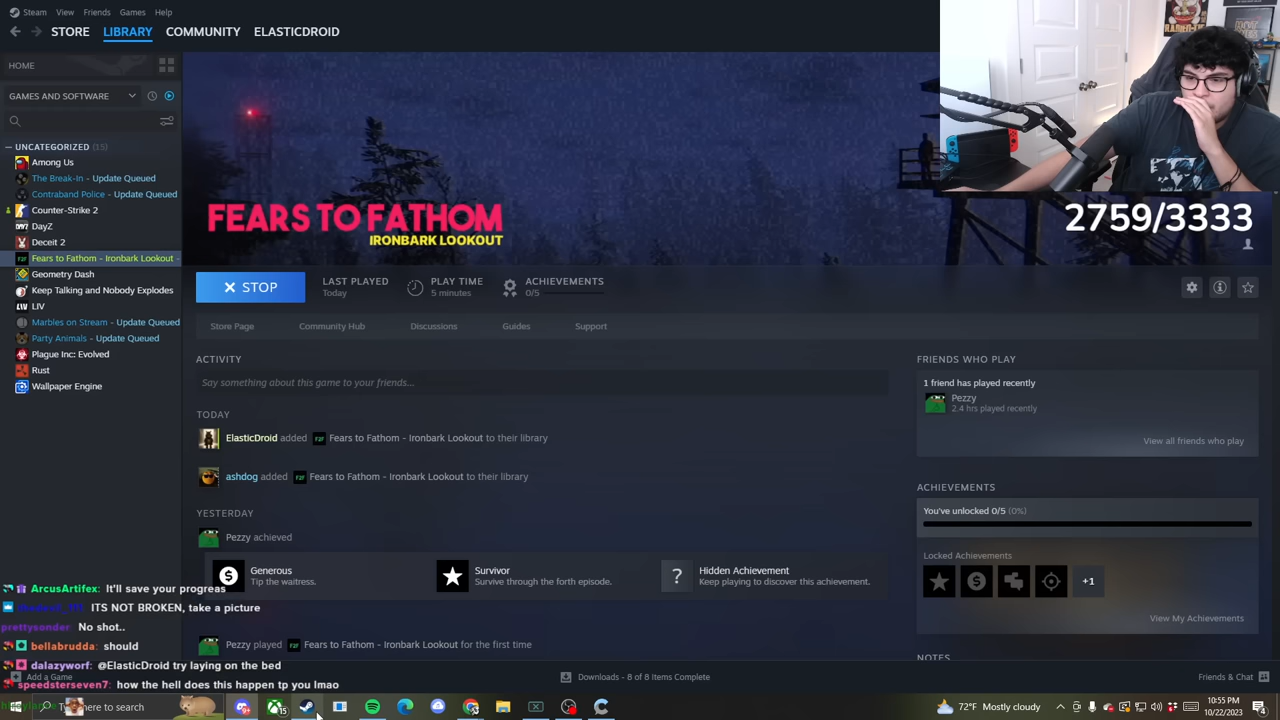 Steam View Friends Games Help
STORE LIBRARY COMMUNITY ELASTICDROID
HOME
GAMES AND SOFTWARE
UNCATEGORIZED (15)
Among Us
The Break-In - Update Queued
Contraband Police - Update Queued
Counter-Strike 2
DayZ
Deceit 2
Fears to Fathom - Ironbark Lookout -
Geometry Dash
Keep Talking and Nobody Explodes
LIV
Marbles on Stream - Update Queued
Party Animals - Update Queued
Plague Inc: Evolved
Rust
Wallpaper Engine
FEARS TO FATHOM
IRONBARK LOOKOUT
2759/3333
STOP
LAST PLAYED
Today
PLAY TIME
5 minutes
ACHIEVEMENTS
0/5
Store Page Community Hub Discussions Guides Support
ACTIVITY
Say something about this game to your friends...
TODAY
ElasticDroid added F2F Fears to Fathom - Ironbark Lookout to their library
ashdog added F2F Fears to Fathom - Ironbark Lookout to their library
YESTERDAY
Pezzy achieved
Generous
Tip the waitress.
Survivor
Survive through the forth episode.
Hidden Achievement
Keep playing to discover this achievement.
Pezzy played F2F Fears to Fathom - Ironbark Lookout for the first time
FRIENDS WHO PLAY
1 friend has played recently
Pezzy
2.4 hrs played recently
View all friends who play
ACHIEVEMENTS
You've unlocked 0/5 (0%)
Locked Achievements
+1
View My Achievements
NOTES
ArcusArtifex: It'll save your progress
ITS NOT BROKEN, take a picture
prettysonder: No shot..
bellabrudda: should
dalazyworf: @ElasticDroid try laying on the bed
speedsterseven7: how the hell does this happen tp you lmao
Add a Game
Downloads - 8 of 8 Items Complete
Friends & Chat
here to search
15
72°F Mostly cloudy
10:55 PM
10/22/2023
4